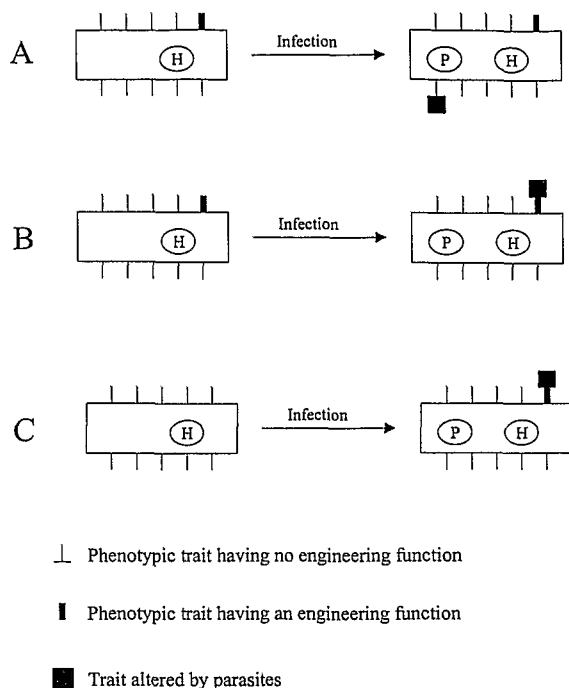 A
H
Infection
P
H
B
H
Infection
P
H
C
H
Infection
P
H
Phenotypic trait having no engineering function
Phenotypic trait having an engineering function
Trait altered by parasites